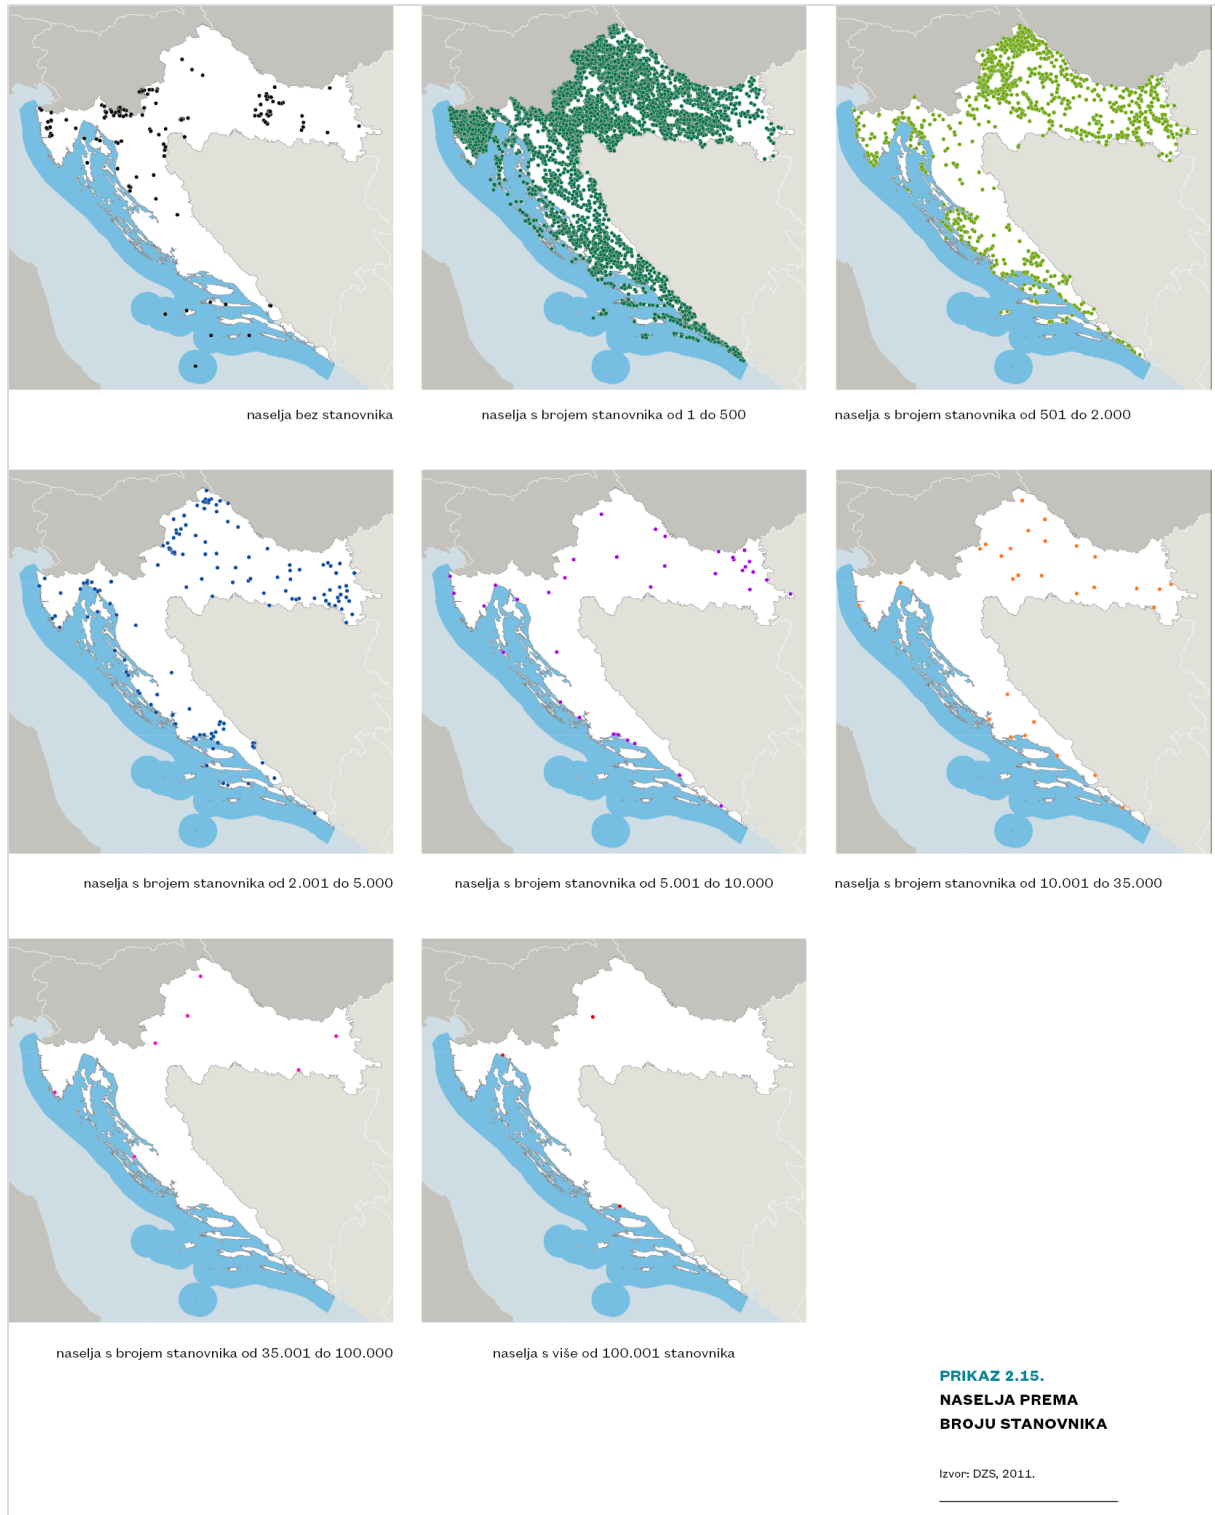 naselja bez stanovnika
naselja s brojem stanovnika od 1 do 500
naselja s brojem stanovnika od 501 do 2.000
naselja s brojem stanovnika od 2.001 do 5.000
naselja s brojem stanovnika od 5.001 do 10.000
naselja s brojem stanovnika od 10.001 do 35.000
naselja s brojem stanovnika od 35.001 do 100.000
naselja s više od 100.001 stanovnika
PRIKAZ 2.15.
NASELJA PREMA
BROJU STANOVNIKA
Izvor: DZS, 2011.